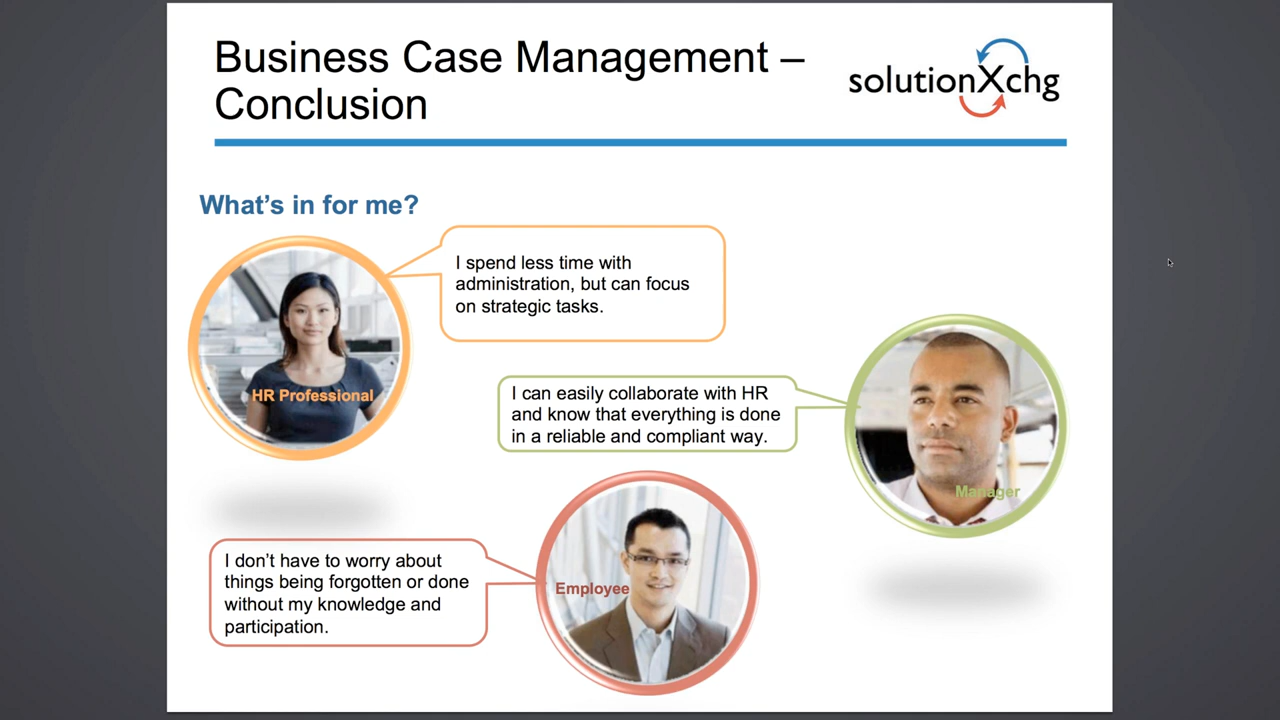 Business Case Management –
Conclusion
solutionXchg
What's in for me?
I spend less time with
administration, but can focus
on strategic tasks.
HR Professional
I can easily collaborate with HR
and know that everything is done
in a reliable and compliant way.
Manager
I don't have to worry about
things being forgotten or done
without my knowledge and
participation.
Employee